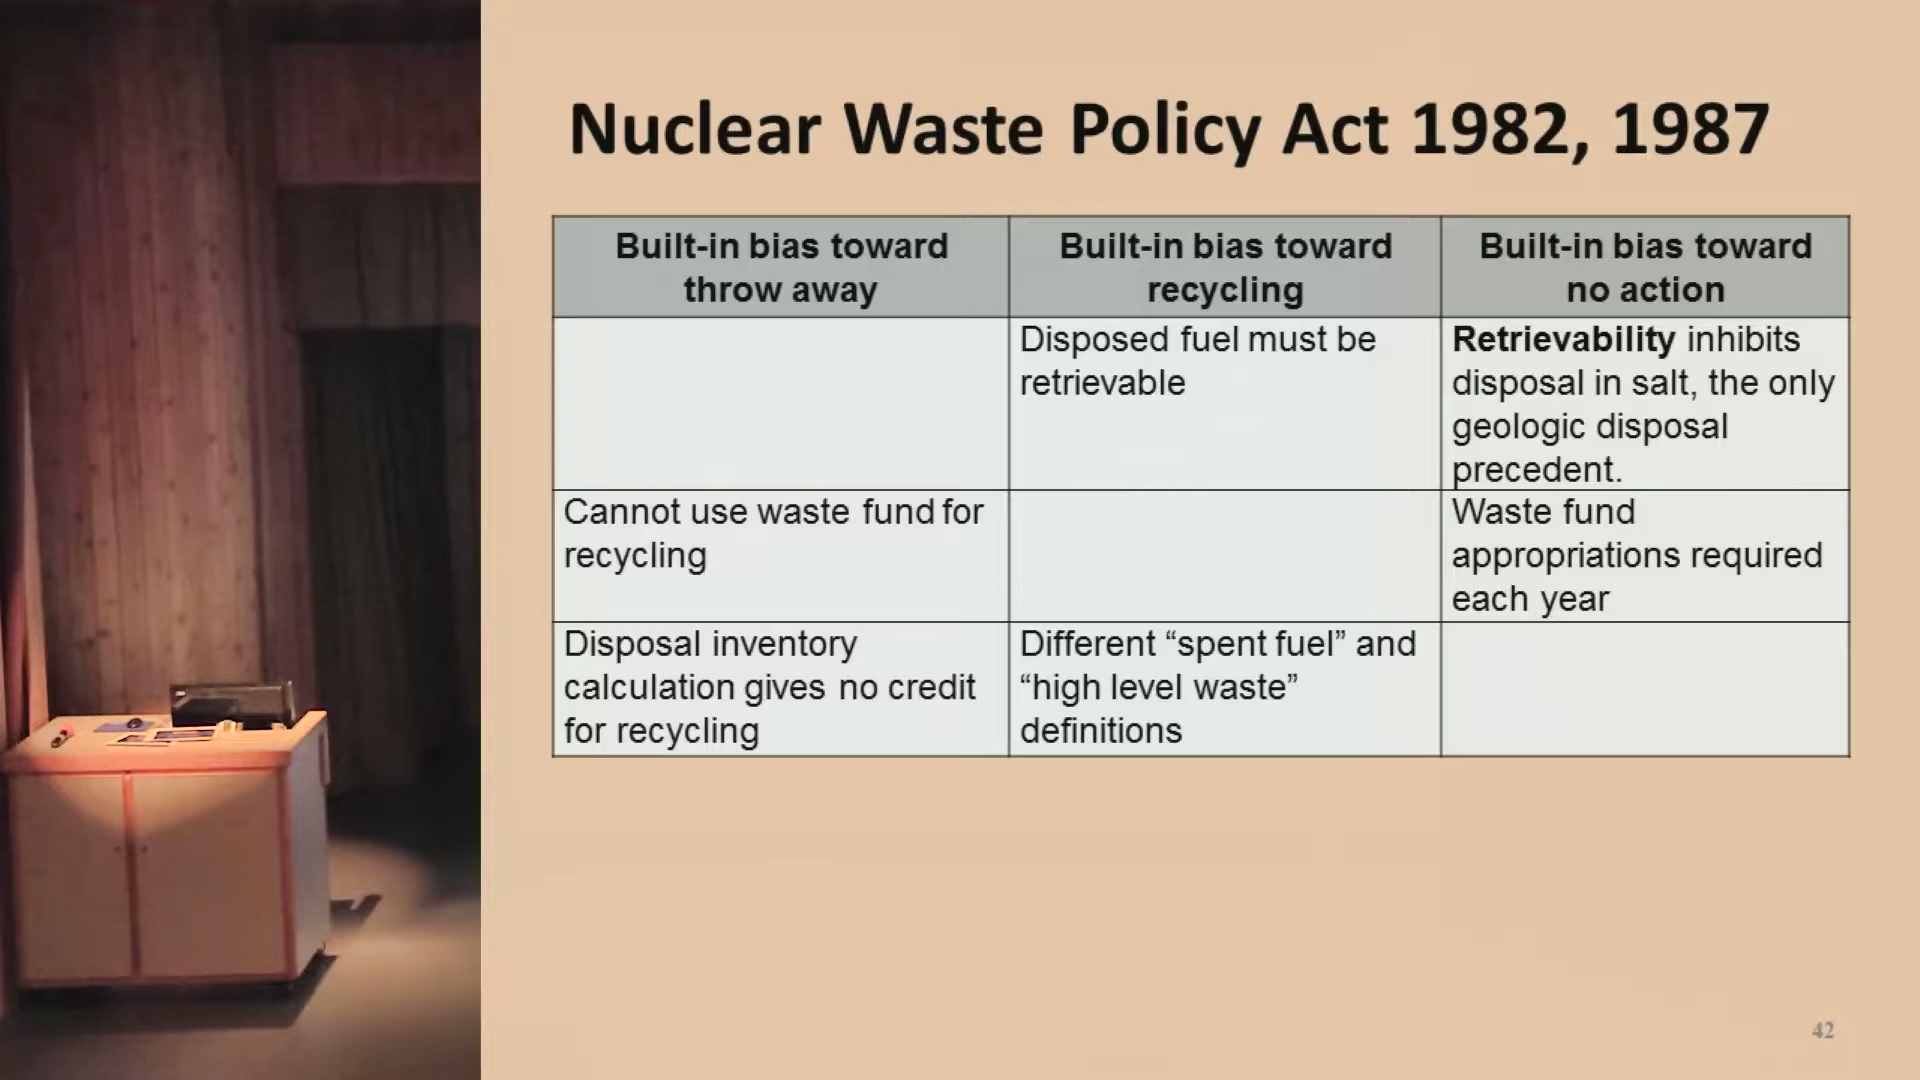 Nuclear Waste Policy Act 1982, 1987
Built-in bias toward
throw away
Built-in bias toward
recycling
Built-in bias toward
no action
Disposed fuel must be
retrievable
Retrievability inhibits
disposal in salt, the only
geologic disposal
precedent.
Cannot use waste fund for
recycling
Waste fund
appropriations required
each year
Disposal inventory
calculation gives no credit
for recycling
Different “spent fuel” and
“high level waste”
definitions
42